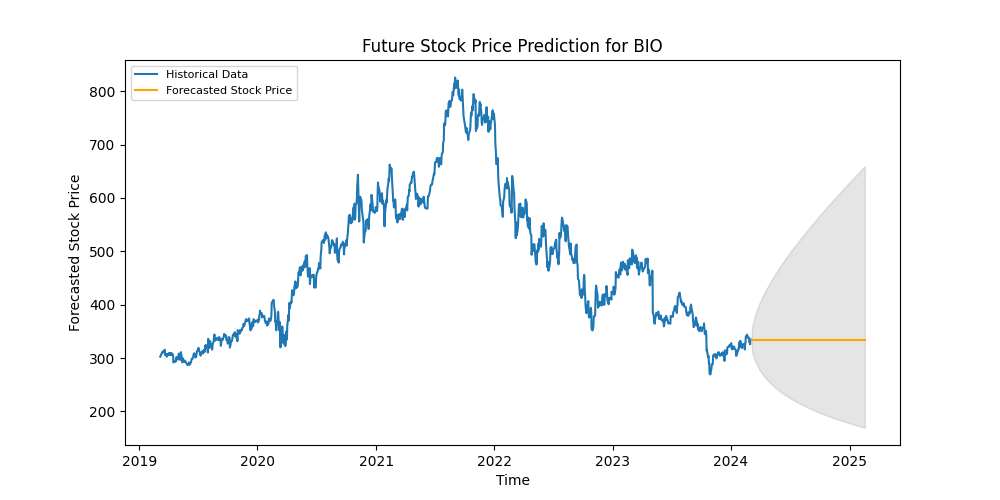 Future Stock Price Prediction for BIO
Historical Data
Forecasted Stock Price
Forecasted Stock Price
800
700
600
500
400
300
200
2019
2020
2021
2022
2023
2024
2025
Time